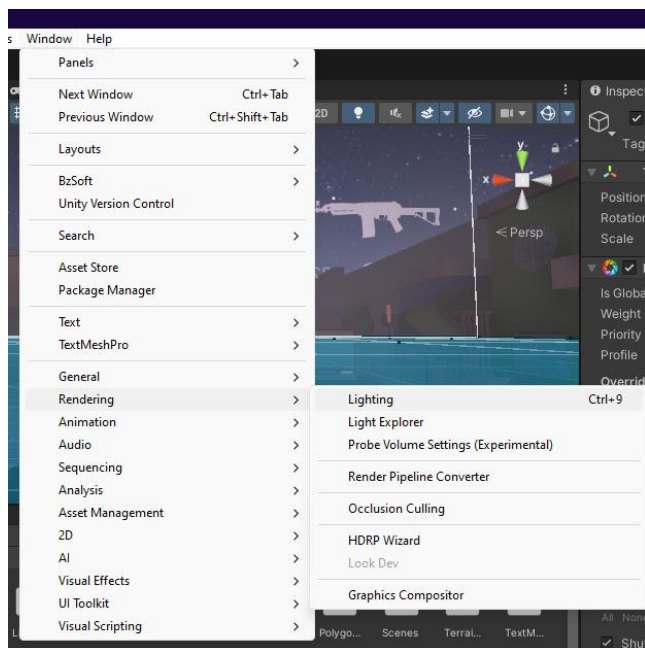 Window Help
Panels
Next Window Ctrl+Tab
Previous Window Ctrl+Shift+Tab
Layouts
BzSoft
Unity Version Control
Search
Asset Store
Package Manager
Text
TextMeshPro
General
Rendering
Animation
Audio
Sequencing
Analysis
Asset Management
2D
AI
Visual Effects
UI Toolkit
Visual Scripting
Lighting Ctrl+9
Light Explorer
Probe Volume Settings (Experimental)
Render Pipeline Converter
Occlusion Culling
HDRP Wizard
Look Dev
Graphics Compositor
2D
y
x
Persp
Inspec
Tag
Position
Rotation
Scale
Is Globa
Weight
Priority
Profile
Overrid
All None
Shu
Polygo... Scenes Terrai... TextM...